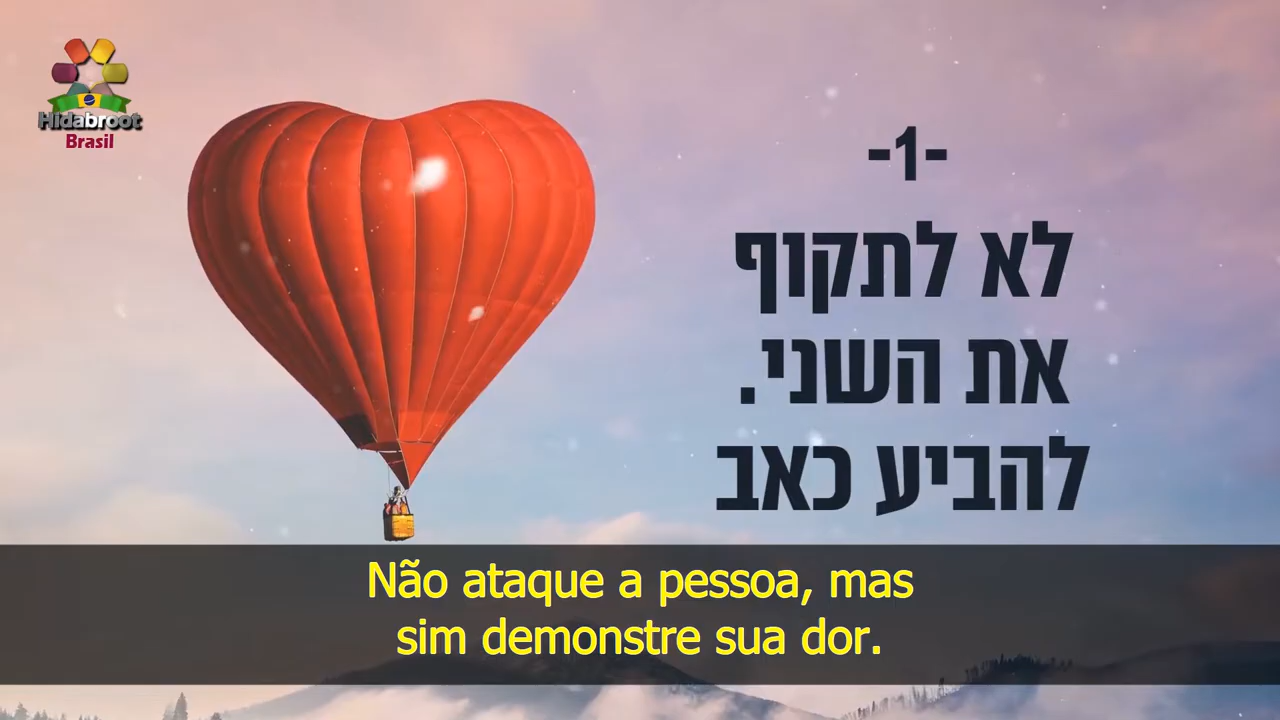 Hidabroot
Brasil
-1-
לא לתקוף
את השני.
להביע כאב
Não ataque a pessoa, mas
sim demonstre sua dor.